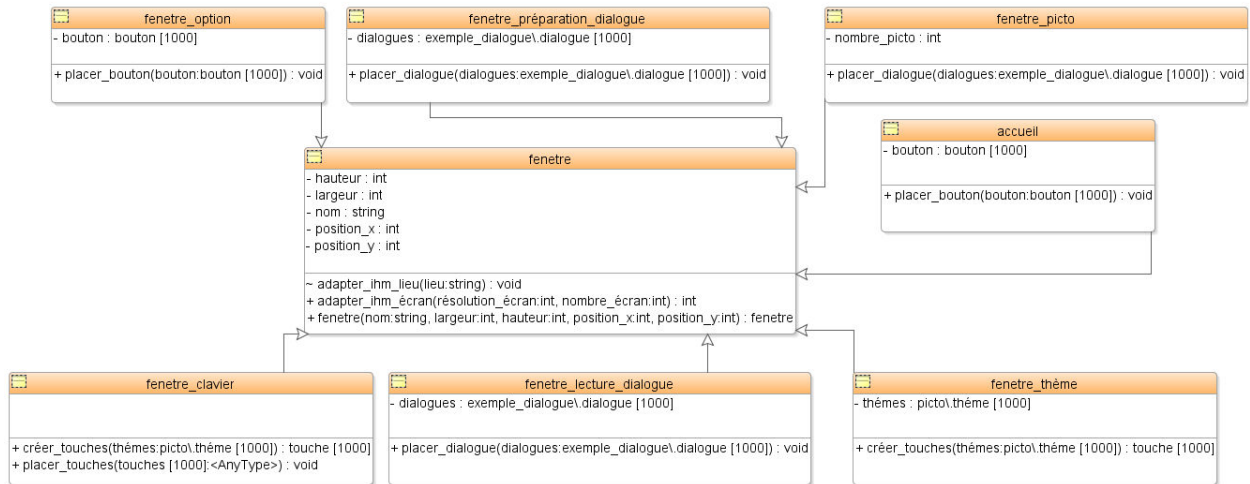 fenetre_option
- bouton : bouton [1000]
+ placer_bouton(bouton:bouton [1000]) : void
fenetre_préparation_dialogue
- dialogues : exemple_dialogue\.dialogue [1000]
+ placer_dialogue(dialogues:exemple_dialogue\.dialogue [1000]) : void
fenetre_picto
- nombre_picto : int
+ placer_dialogue(dialogues:exemple_dialogue\.dialogue [1000]) : void
accueil
- bouton : bouton [1000]
+ placer_bouton(bouton:bouton [1000]) : void
fenetre
- hauteur : int
- largeur : int
- nom : string
- position_x : int
- position_y : int
~ adapter_ihm_lieu(lieu:string) : void
+ adapter_ihm_écran(résolution_écran:int, nombre_écran:int) : int
+ fenetre(nom:string, largeur:int, hauteur:int, position_x:int, position_y:int) : fenetre
fenetre_clavier
+ créer_touches(thémes:picto\.théme [1000]) : touche [1000]
+ placer_touches(touches [1000]:<AnyType>) : void
fenetre_lecture_dialogue
- dialogues : exemple_dialogue\.dialogue [1000]
+ placer_dialogue(dialogues:exemple_dialogue\.dialogue [1000]) : void
fenetre_thème
- thémes : picto\.théme [1000]
+ créer_touches(thémes:picto\.théme [1000]) : touche [1000]